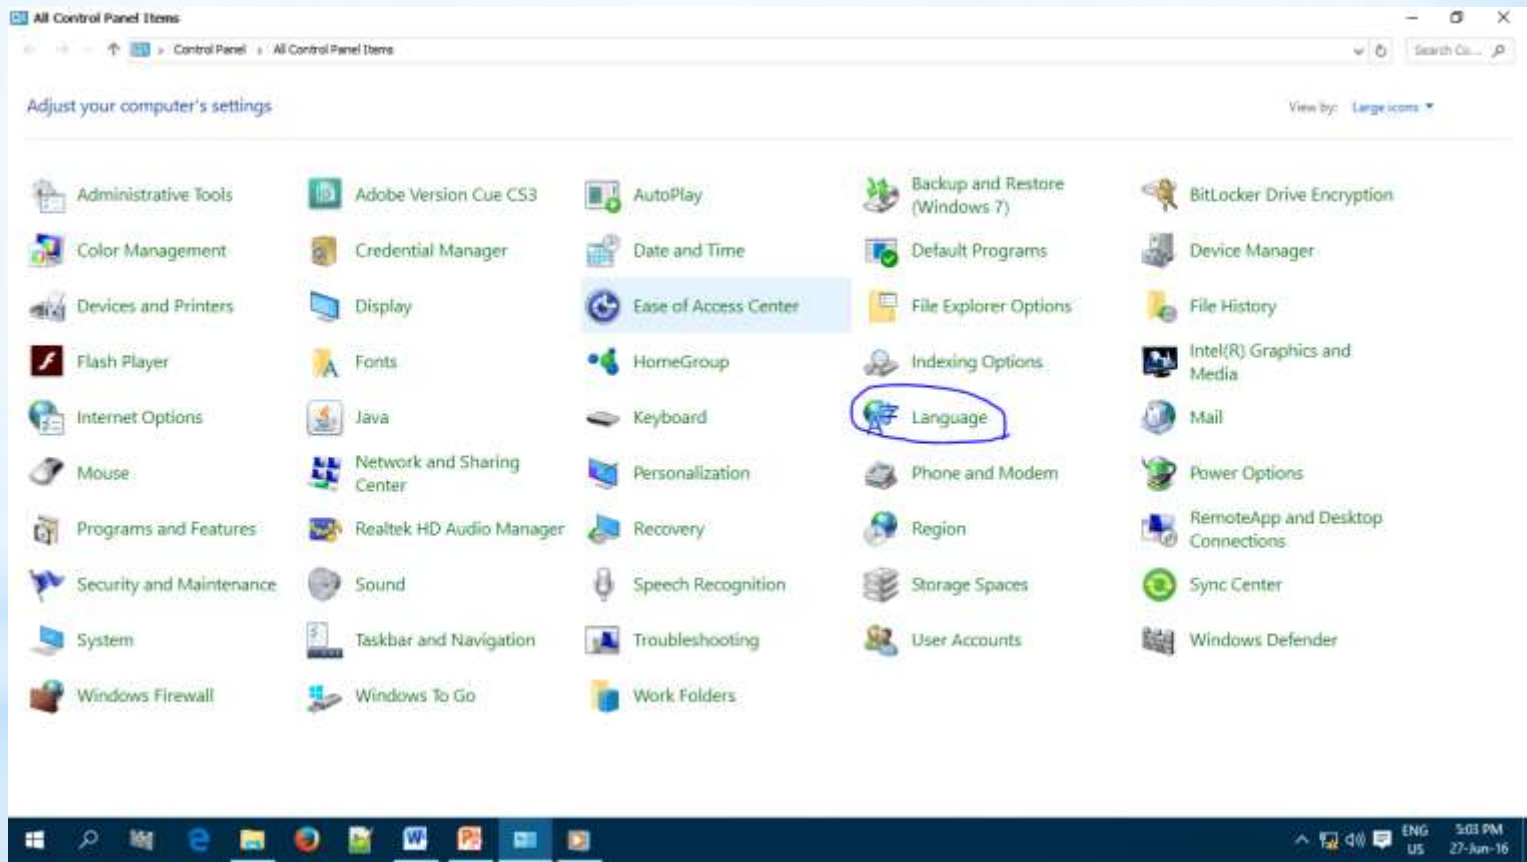 All Control Panel Items
Control Panel › All Control Panel Items
Search Co...
Adjust your computer's settings
View by: Large icons
Administrative Tools
Adobe Version Cue CS3
AutoPlay
Backup and Restore
(Windows 7)
BitLocker Drive Encryption
Color Management
Credential Manager
Date and Time
Default Programs
Device Manager
Devices and Printers
Display
Ease of Access Center
File Explorer Options
File History
Flash Player
Fonts
HomeGroup
Indexing Options
Intel(R) Graphics and
Media
Internet Options
Java
Keyboard
Language
Mail
Mouse
Network and Sharing
Center
Personalization
Phone and Modem
Power Options
Programs and Features
Realtek HD Audio Manager
Recovery
Region
RemoteApp and Desktop
Connections
Security and Maintenance
Sound
Speech Recognition
Storage Spaces
Sync Center
System
Taskbar and Navigation
Troubleshooting
User Accounts
Windows Defender
Windows Firewall
Windows To Go
Work Folders
ENG 5:03 PM
US 27-Jun-16